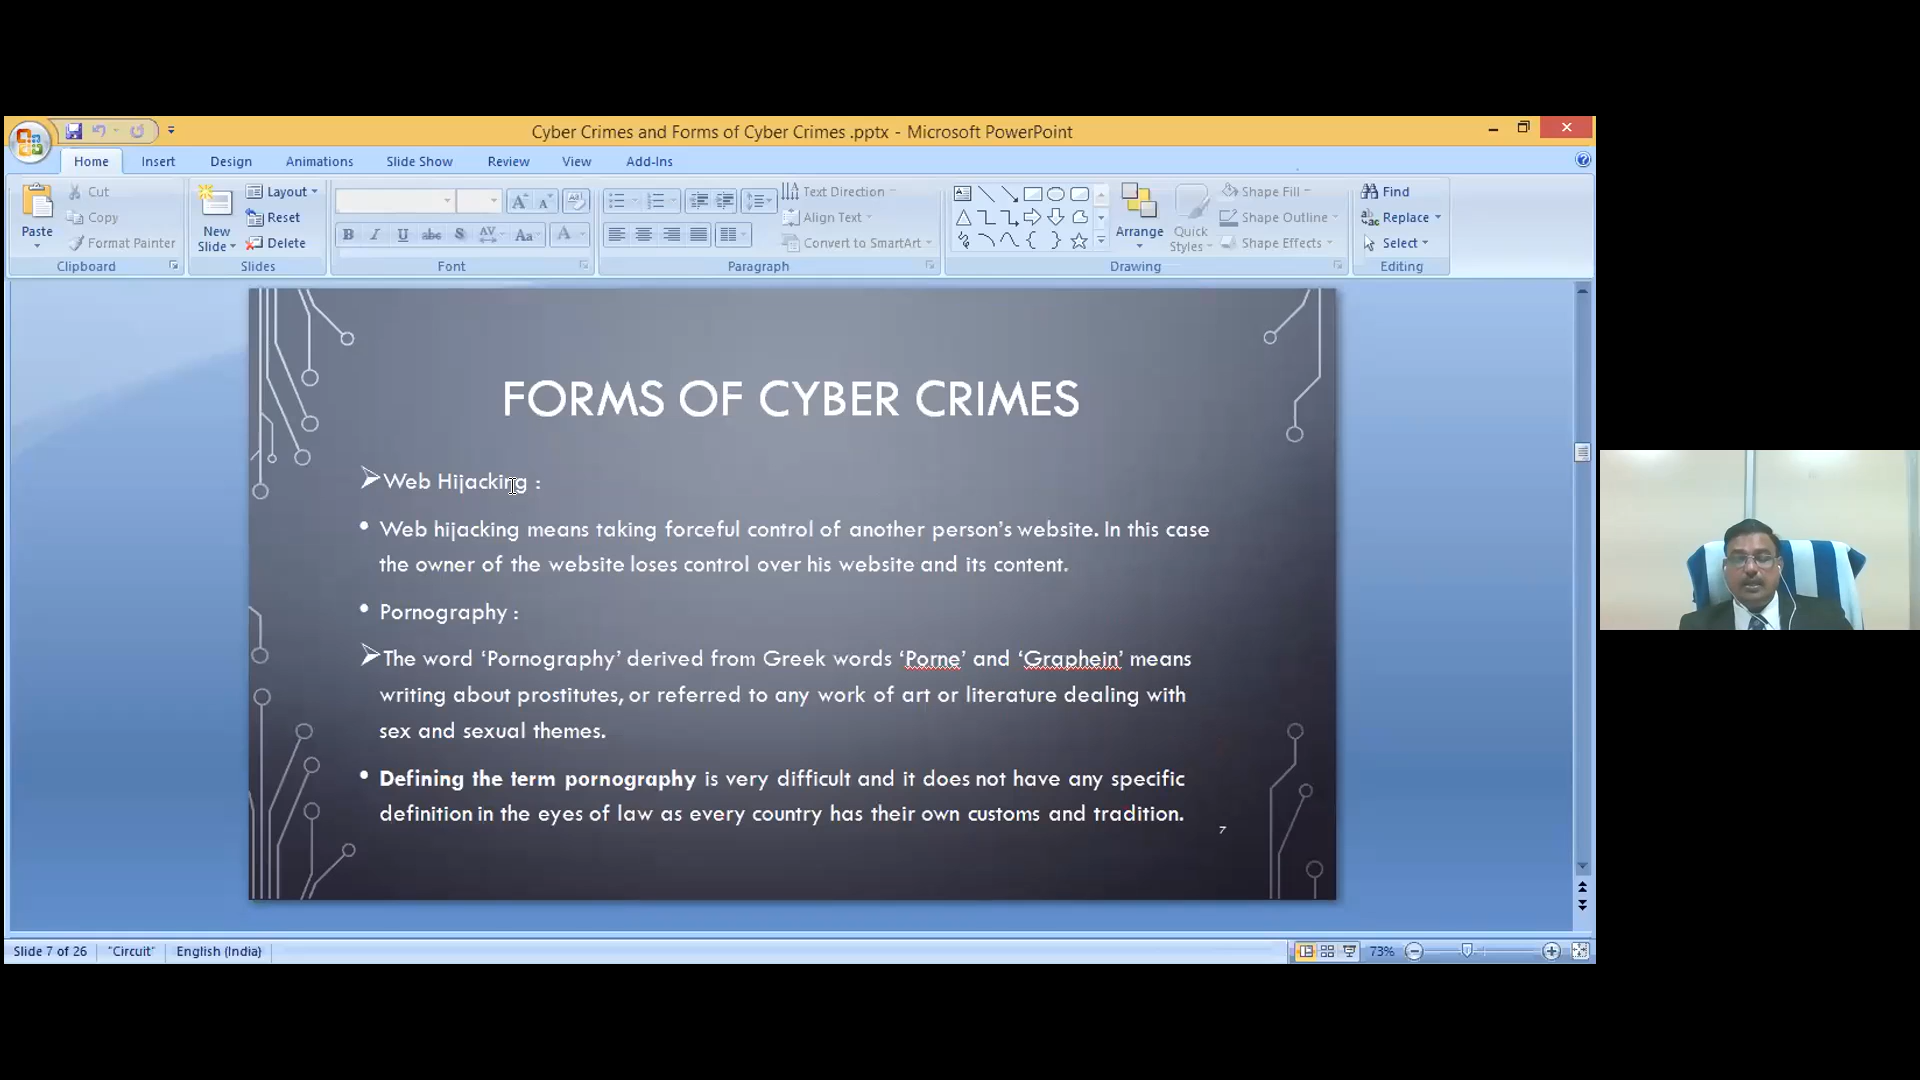 Cyber Crimes and Forms of Cyber Crimes .pptx - Microsoft PowerPoint
Home Insert Design Animations Slide Show Review View Add-Ins
Paste
Cut
Copy
Format Painter
Clipboard
New
Slide
Layout
Reset
Delete
Slides
Font
Text Direction
Align Text
Convert to SmartArt
Paragraph
Arrange
Quick
Styles
Shape Fill
Shape Outline
Shape Effects
Drawing
Find
Replace
Select
Editing
FORMS OF CYBER CRIMES
Web Hijacking :
• Web hijacking means taking forceful control of another person’s website. In this case
the owner of the website loses control over his website and its content.
• Pornography :
The word ‘Pornography’ derived from Greek words ‘Porne’ and ‘Graphein’ means
writing about prostitutes, or referred to any work of art or literature dealing with
sex and sexual themes.
• Defining the term pornography is very difficult and it does not have any specific
definition in the eyes of law as every country has their own customs and tradition.
7
Slide 7 of 26 "Circuit" English (India) 73%